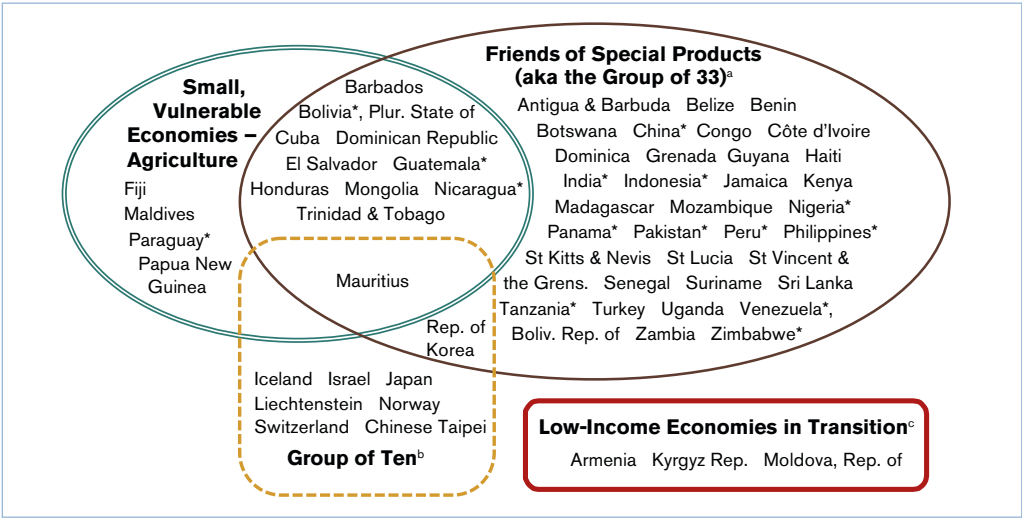 Small,
Vulnerable
Economies –
Agriculture
Fiji
Maldives
Paraguay*
Papua New
Guinea
Barbados
Bolivia*, Plur. State of
Cuba Dominican Republic
El Salvador Guatemala*
Honduras Mongolia Nicaragua*
Trinidad & Tobago
Mauritius
Rep. of
Korea
Friends of Special Products
(aka the Group of 33)a
Antigua & Barbuda Belize Benin
Botswana China* Congo Côte d’Ivoire
Dominica Grenada Guyana Haiti
India* Indonesia* Jamaica Kenya
Madagascar Mozambique Nigeria*
Panama* Pakistan* Peru* Philippines*
St Kitts & Nevis St Lucia St Vincent &
the Grens. Senegal Suriname Sri Lanka
Tanzania* Turkey Uganda Venezuela*,
Boliv. Rep. of Zambia Zimbabwe*
Iceland Israel Japan
Liechtenstein Norway
Switzerland Chinese Taipei
Group of Tenb
Low-Income Economies in Transitionc
Armenia Kyrgyz Rep. Moldova, Rep. of